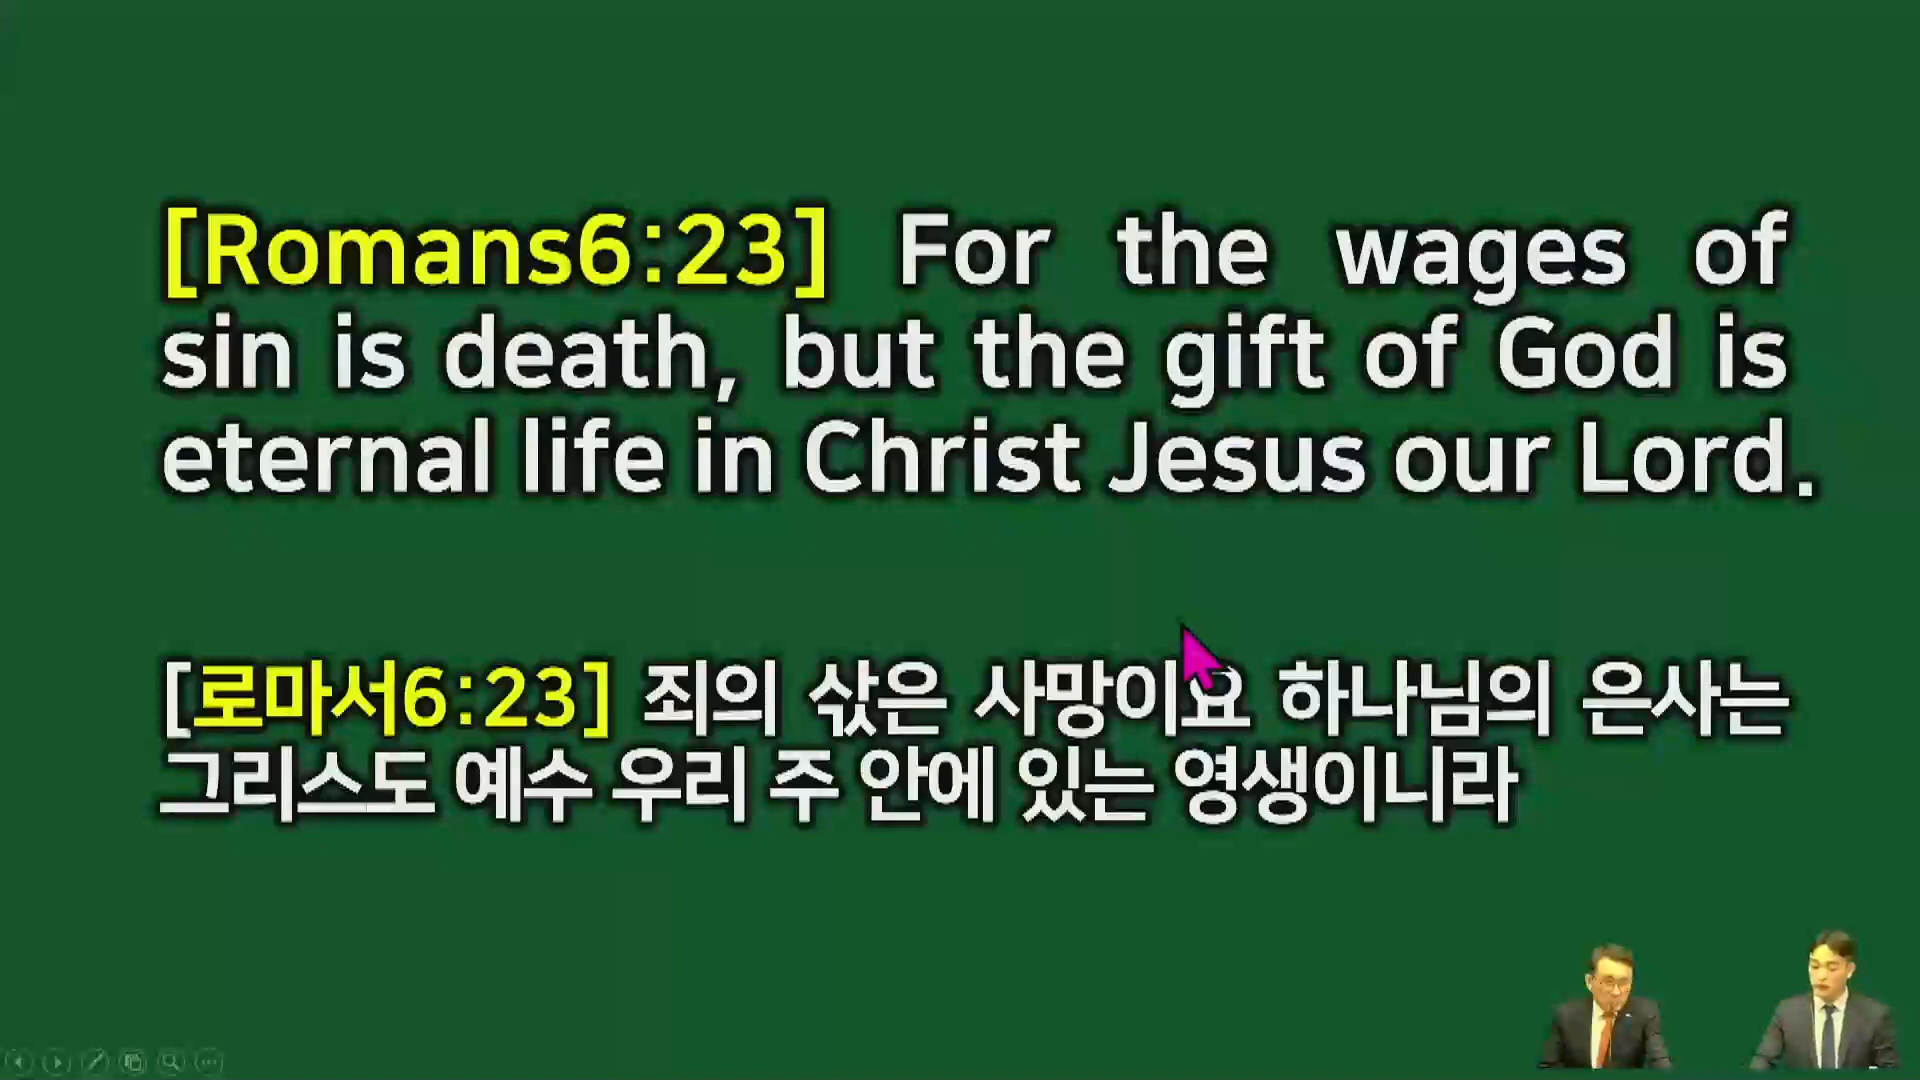 [Romans6:23] For the wages of
sin is death, but the gift of God is
eternal life in Christ Jesus our Lord.
[로마서6:23] 죄의 삯은 사망이요 하나님의 은사는
그리스도 예수 우리 주 안에 있는 영생이니라